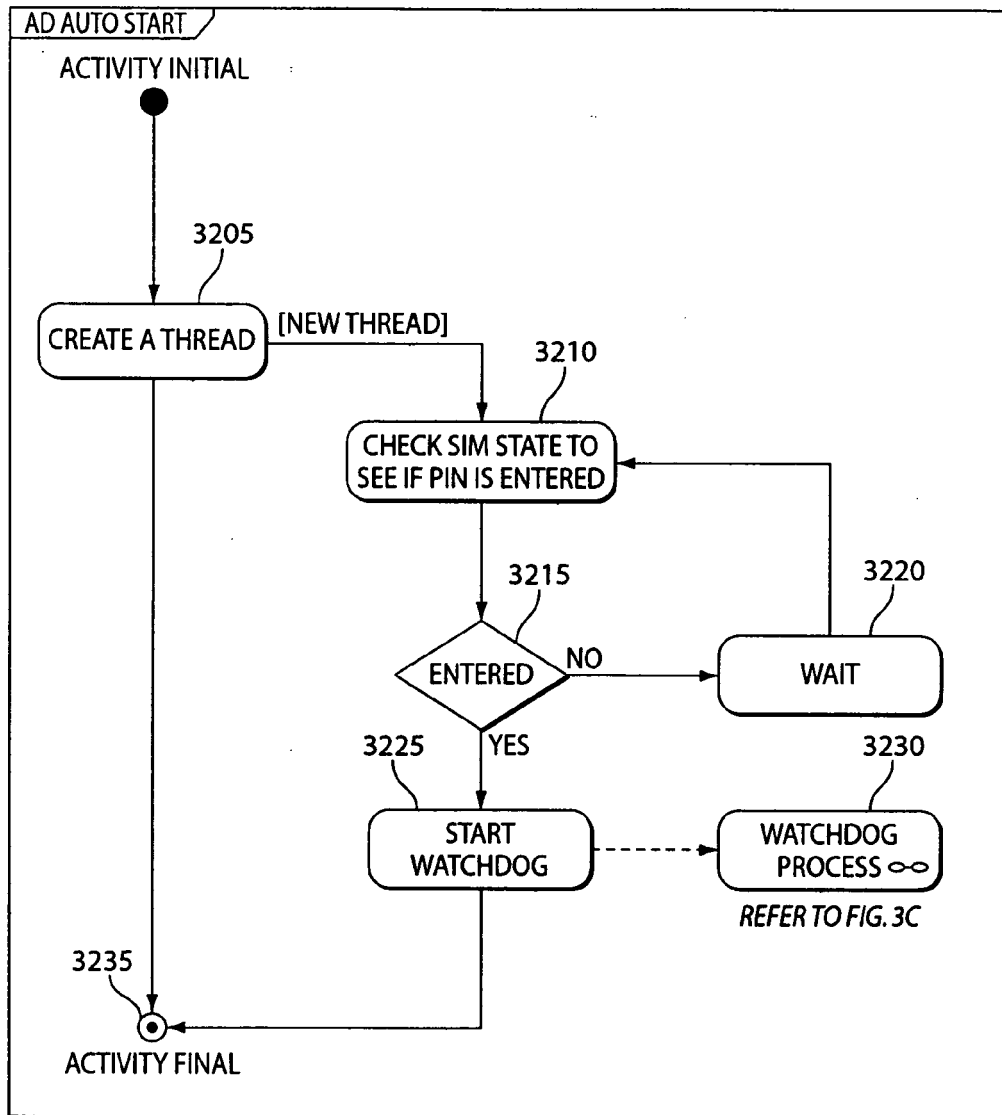 AD AUTO START
ACTIVITY INITIAL
3205
CREATE A THREAD
[NEW THREAD]
3210
CHECK SIM STATE TO
SEE IF PIN IS ENTERED
3215
3220
ENTERED
NO
WAIT
YES
3225
3230
START
WATCHDOG
WATCHDOG
PROCESS
REFER TO FIG. 3C
3235
ACTIVITY FINAL